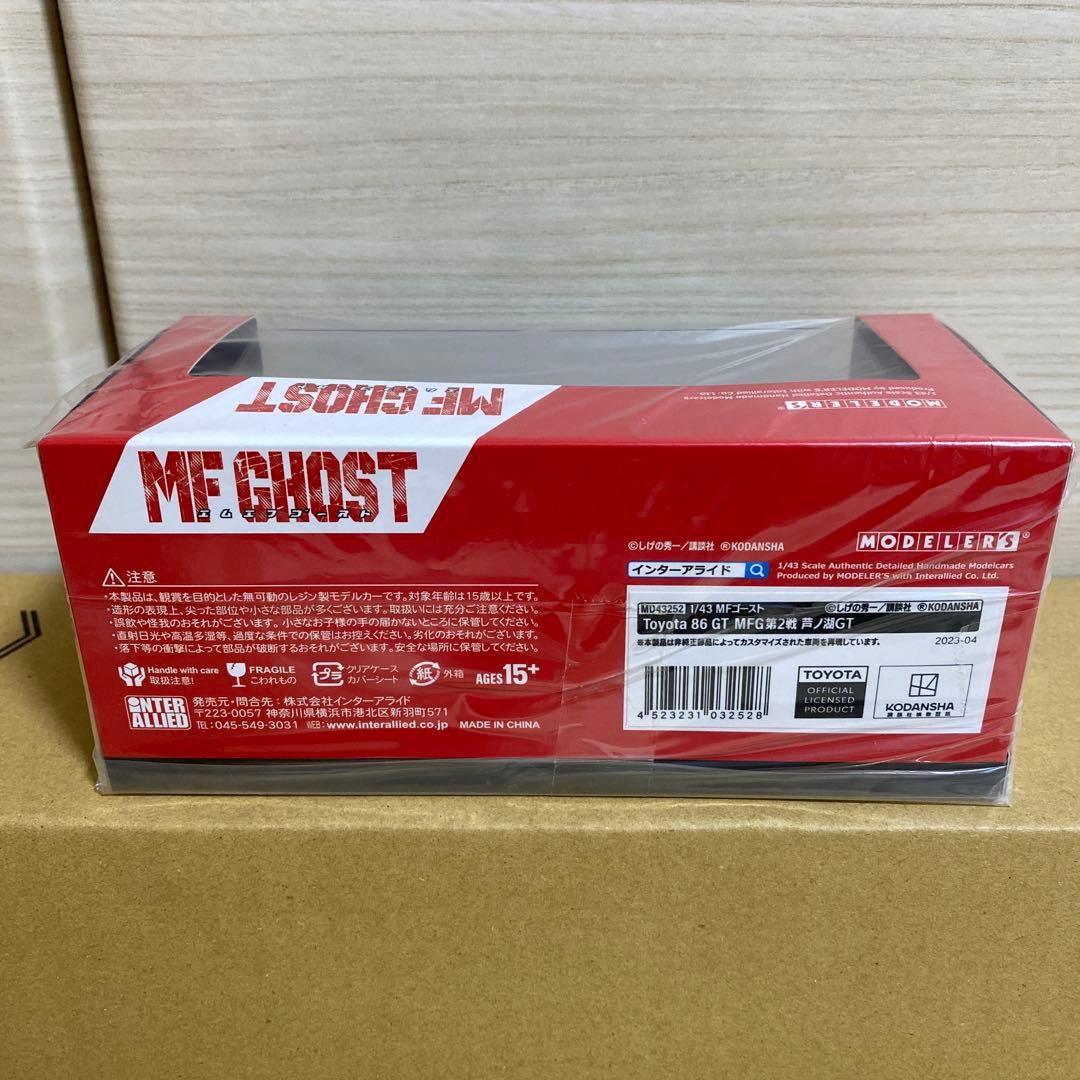 MF GHOST
MODELER'S®
1/43 Scale Authentic Detailed Handmade Modelcars
Produced by MODELER'S with Interallied Co., Ltd.
MF GHOST
エムエフゴースト
©しげの秀一/講談社 ®KODANSHA
MODELER'S®
インターアライド
1/43 Scale Authentic Detailed Handmade Modelcars
Produced by MODELER'S with Interallied Co. Ltd.
注意
・本製品は、観賞を目的とした無可動のレジン製モデルカーです。対象年齢は15歳以上です。
・造形の表現上、尖った部位や小さな部品が多くございます。取扱いには充分ご注意ください。
・誤飲や怪我のおそれがございます。小さなお子様の手の届かないところに保管してください。
・直射日光や高温多湿等、過度な条件での保管はお控えください。劣化のおそれがございます。
・落下等の衝撃によって部品が破断するおそれがございます。安全な場所に保管してください。
Handle with care
取扱注意!
FRAGILE
こわれもの
プラ
クリアケース
カバーシート
紙
外箱
AGES 15+
INTER ALLIED
発売元・問合先:株式会社インターアライド
〒223-0057 神奈川県横浜市港北区新羽町571
TEL:045-549-3031 WEB:www.interallied.co.jp
MADE IN CHINA
MD43252 1/43 MFゴースト
©しげの秀一/講談社 ®KODANSHA
Toyota 86 GT MFG第2戦 芦ノ湖GT
※本製品は非純正部品によってカスタマイズされた車両を再現しています。
2023-04
4 523231 032528
TOYOTA
OFFICIAL
LICENSED
PRODUCT
KODANSHA